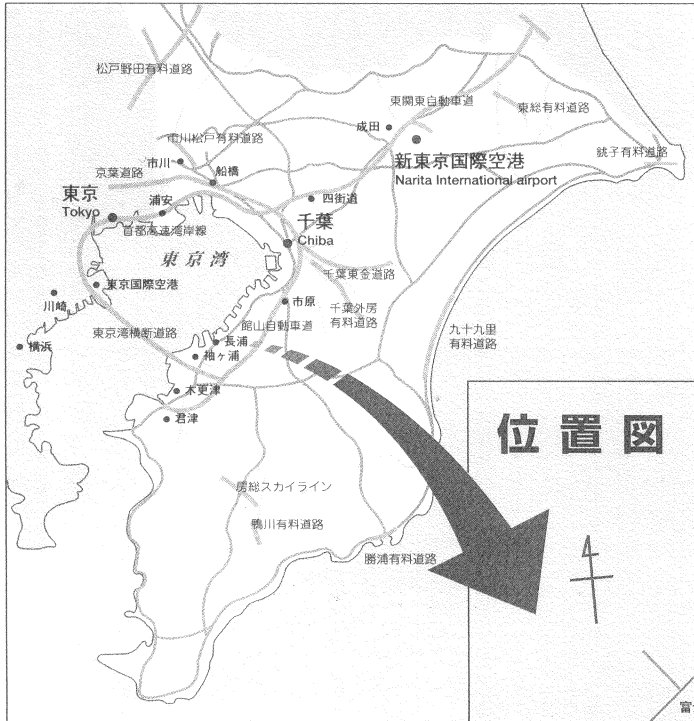 松戸野田有料道路
東関東自動車道
東総有料道路
成田
市川松戸有料道路
市川
船橋
京葉道路
新東京国際空港
Narita International airport
銚子有料道路
東京
Tokyo
浦安
四街道
千葉
Chiba
首都高速湾岸線
東京湾
千葉東金道路
東京国際空港
川崎
市原
千葉外房
有料道路
東京湾横断道路
館山自動車道
九十九里
有料道路
横浜
長浦
袖ヶ浦
木更津
君津
位置図
房総スカイライン
鴨川有料道路
勝浦有料道路
富